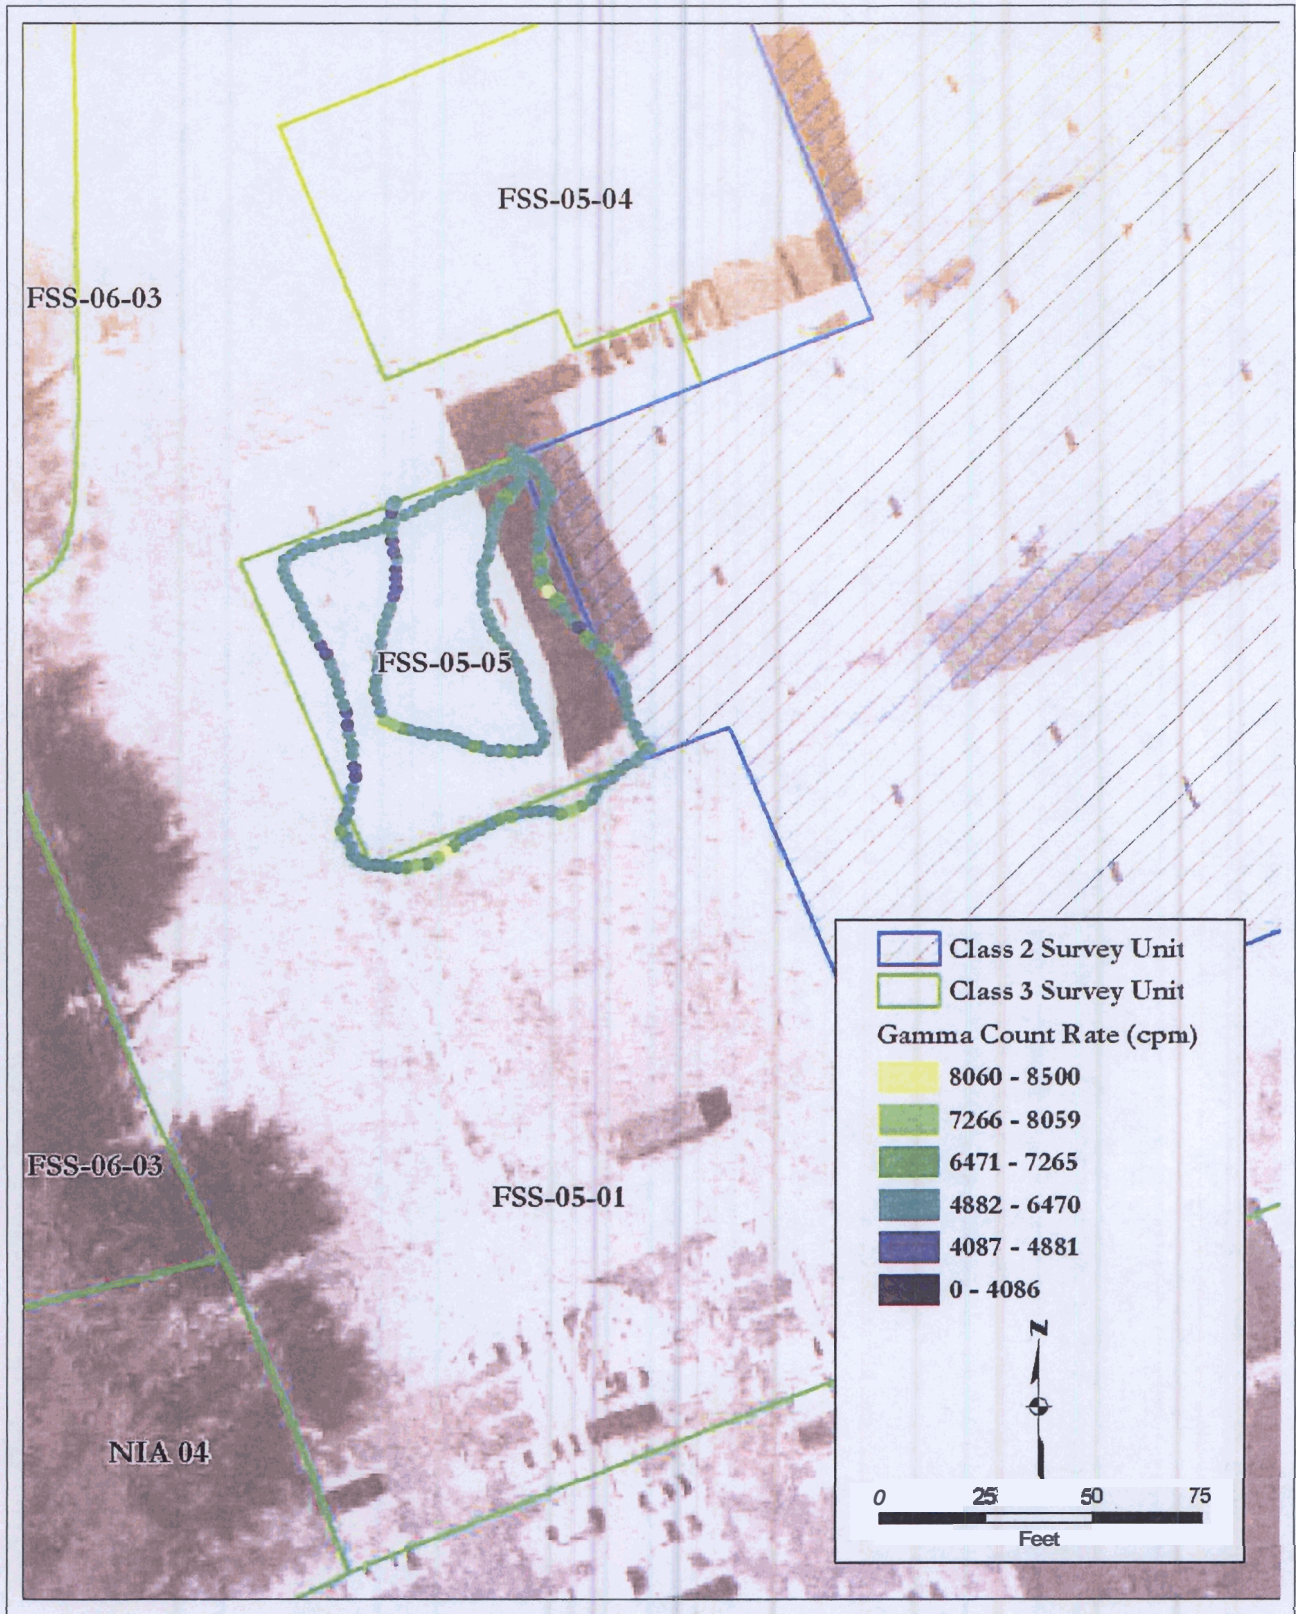 FSS-05-04
FSS-06-03
FSS-05-05
FSS-06-03
FSS-05-01
NIA 04
Class 2 Survey Unit
Class 3 Survey Unit
Gamma Count Rate (cpm)
8060 - 8500
7266 - 8059
6471 - 7265
4882 - 6470
4087 - 4881
0 - 4086
N
0 25 50 75
Feet